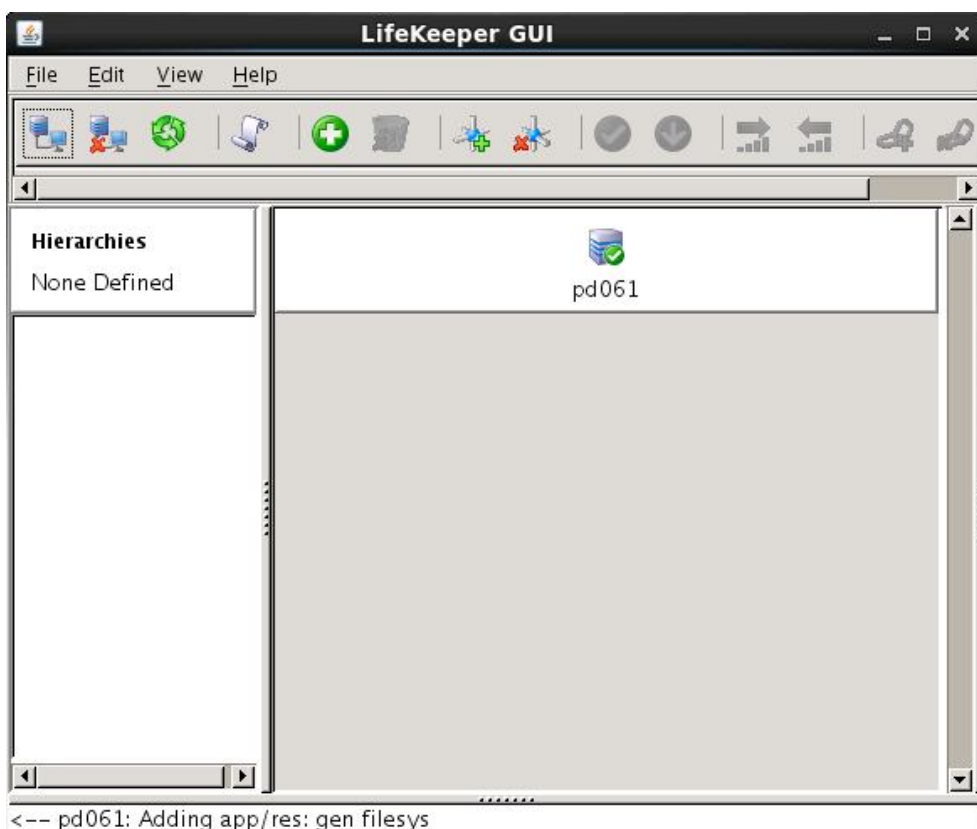 LifeKeeper GUI
File Edit View Help
Hierarchies
None Defined
pd061
<-- pd061: Adding app/res: gen filesys